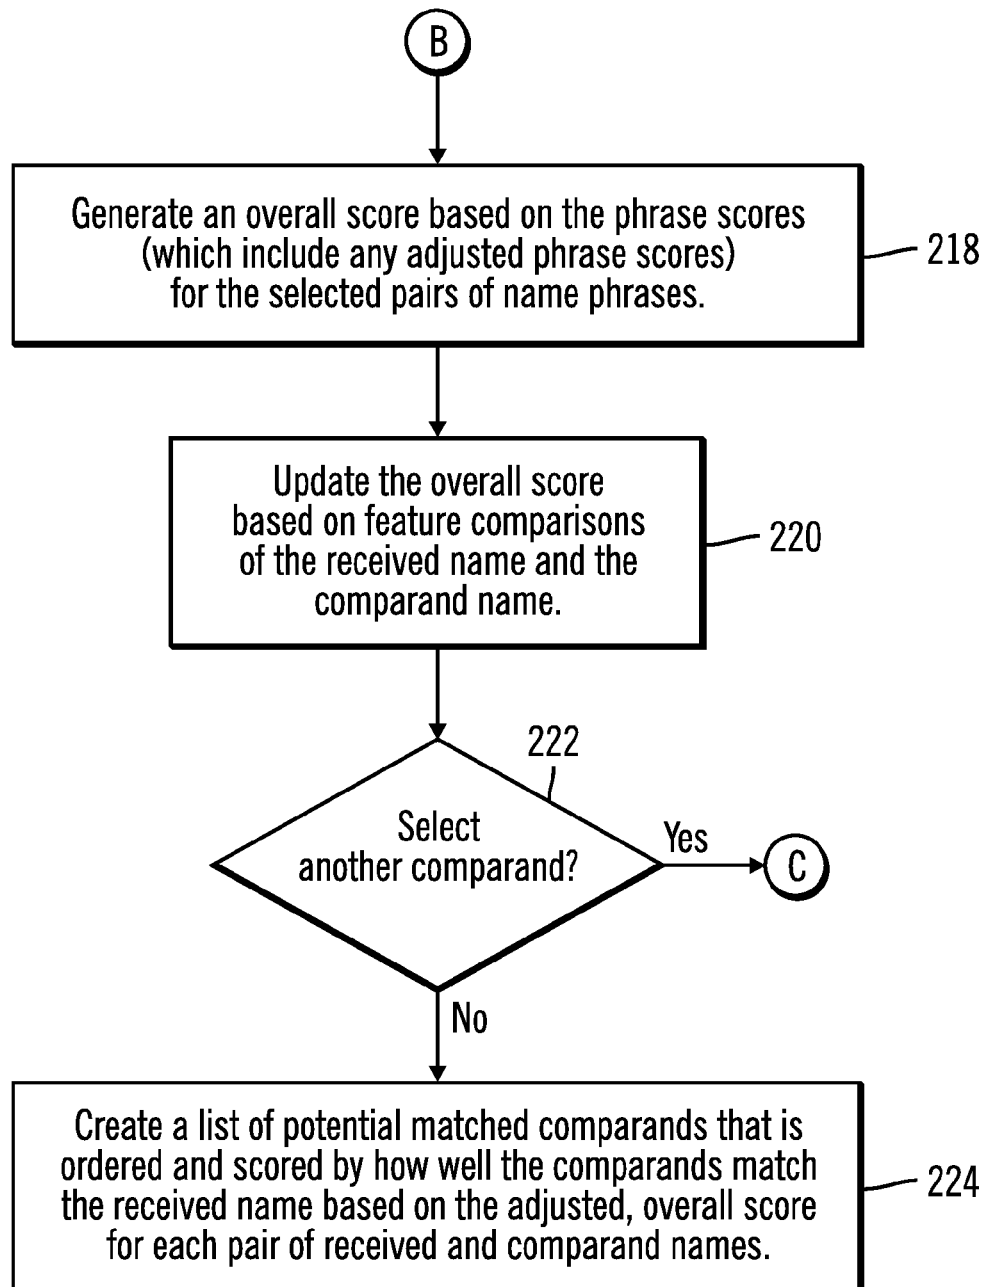 B
Generate an overall score based on the phrase scores
(which include any adjusted phrase scores)
for the selected pairs of name phrases.
218
Update the overall score
based on feature comparisons
of the received name and the
comparand name.
220
222
Select
another comparand?
Yes
C
No
Create a list of potential matched comparands that is
ordered and scored by how well the comparands match
the received name based on the adjusted, overall score
for each pair of received and comparand names.
224